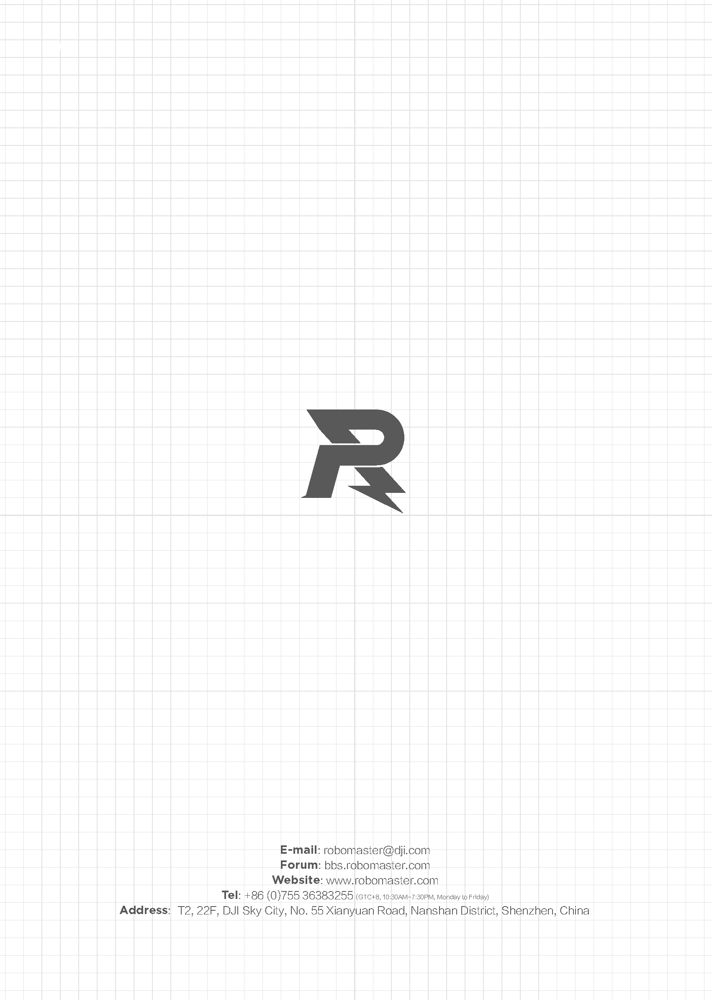 E-mail: robomaster@dji.com
Forum: bbs.robomaster.com
Website: www.robomaster.com
Tel: +86 (0)755 36383255 (GTC+8, 10:30AM–7:30PM, Monday to Friday)
Address: T2, 22F, DJI Sky City, No. 55 Xianyuan Road, Nanshan District, Shenzhen, China